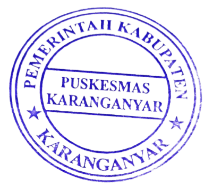 PEMERINTAH KABUPATEN
PUSKESMAS
KARANGANYAR
KARANGANYAR